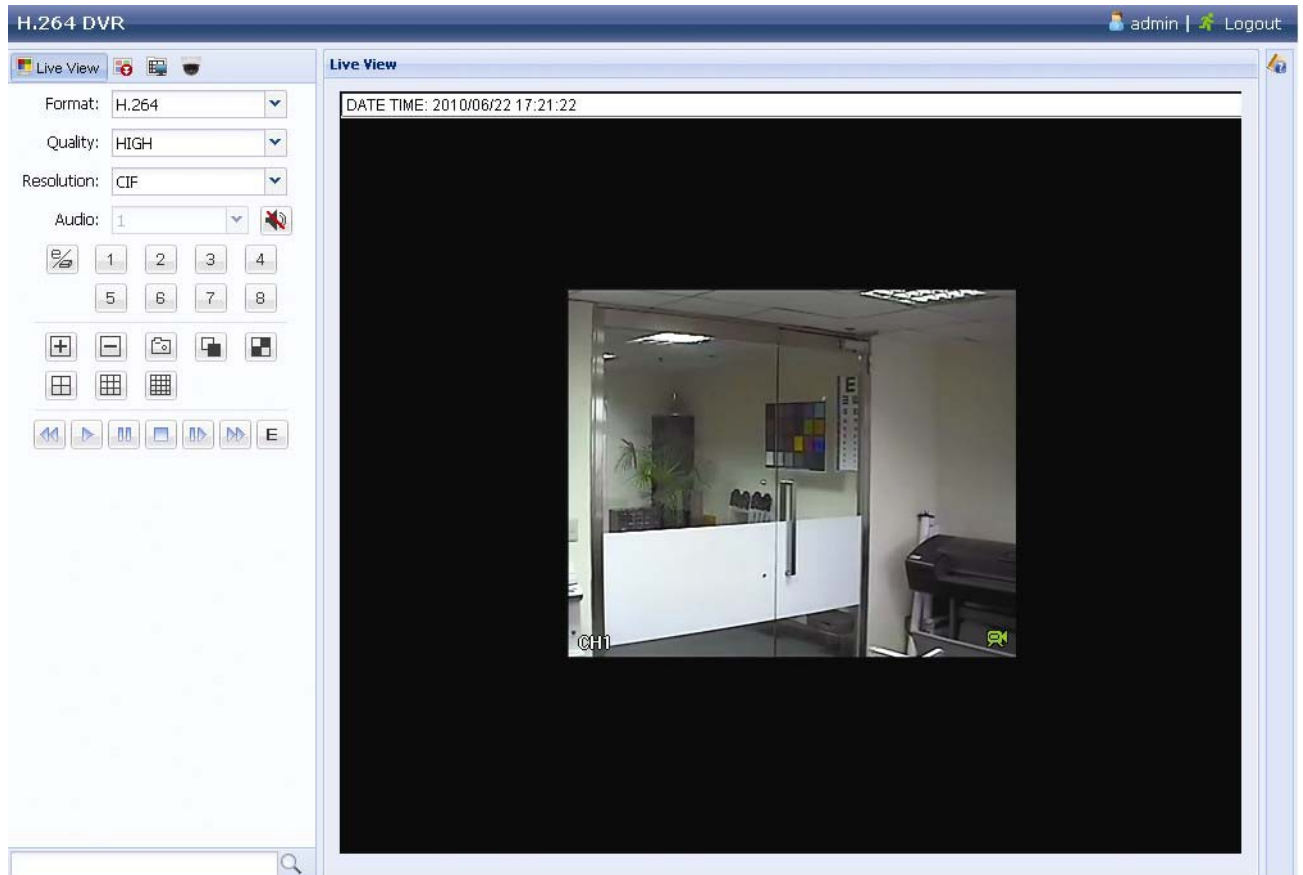 H.264 DVR
admin | Logout
Live View
Live View
Format: H.264
DATE TIME: 2010/06/22 17:21:22
Quality: HIGH
Resolution: CIF
Audio: 1
1 2 3 4
5 6 7 8
E
E
CH1